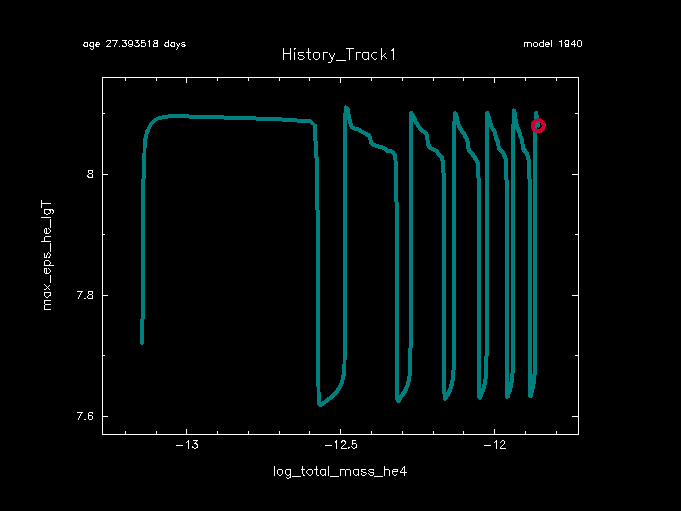 age 27.393518 days
model 1940
History_Track1
8
7.8
7.6
max_eps_he_lgT
-13
-12.5
-12
log_total_mass_he4